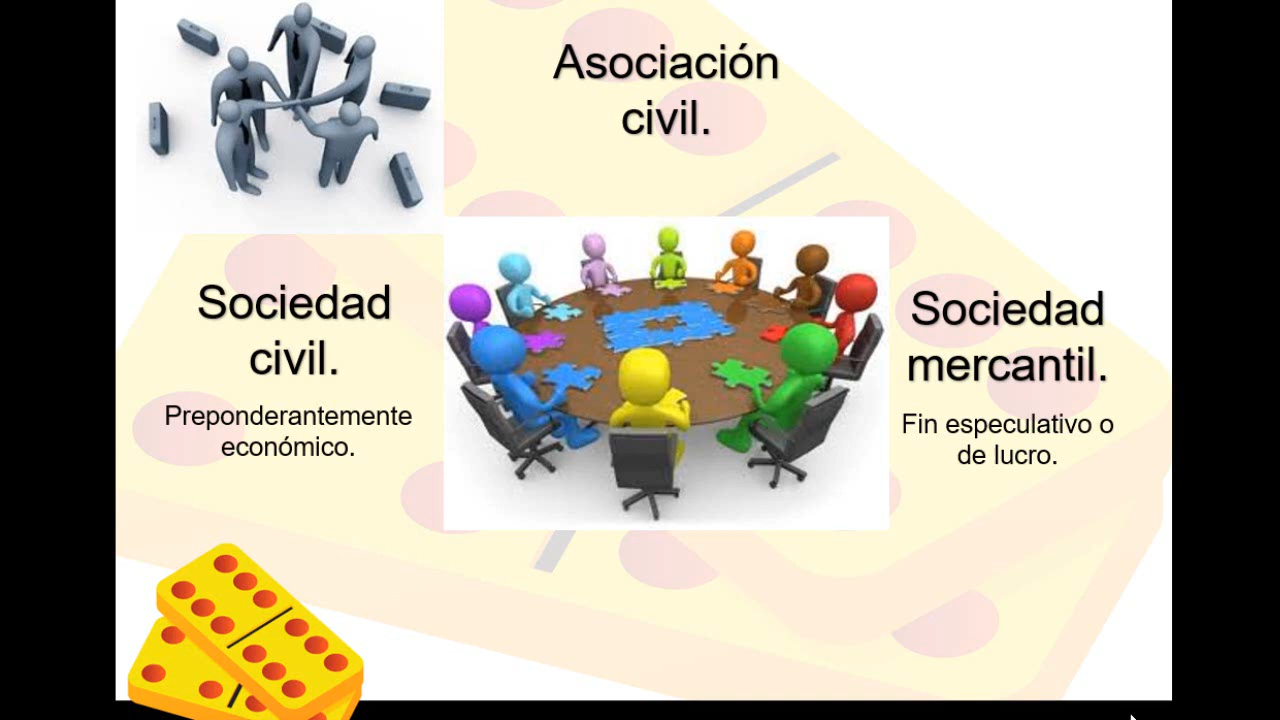 Asociación
civil.
Sociedad
civil.
Preponderantemente
económico.
Sociedad
mercantil.
Fin especulativo o
de lucro.